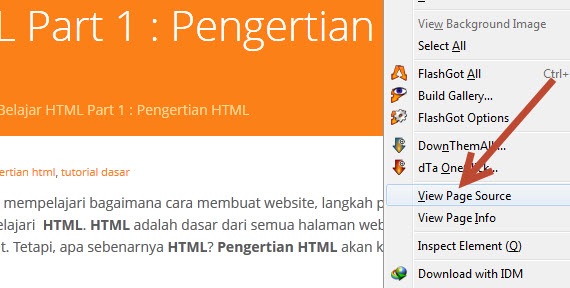 L Part 1 : Pengertian
Belajar HTML Part 1 : Pengertian HTML
ertian html, tutorial dasar
mempelajari bagaimana cara membuat website, langkah p
elajari HTML. HTML adalah dasar dari semua halaman web
t. Tetapi, apa sebenarnya HTML? Pengertian HTML akan k
View Background Image
Select All
FlashGot All Ctrl+
Build Gallery...
FlashGot Options
DownThemAll...
dTa OneClick...
View Page Source
View Page Info
Inspect Element (Q)
Download with IDM